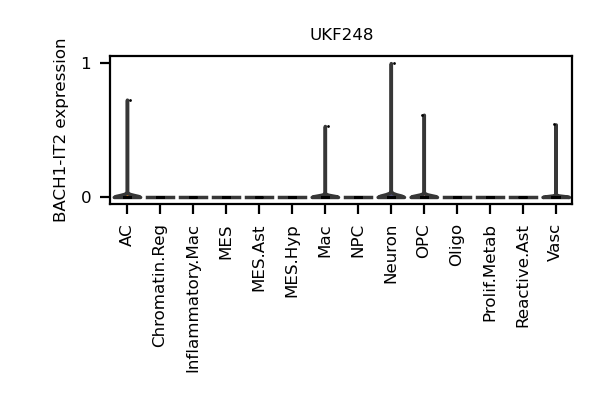 UKF248
BACH1-IT2 expression
1
0
AC
Chromatin.Reg
Inflammatory.Mac
MES
MES.Ast
MES.Hyp
Mac
NPC
Neuron
OPC
Oligo
Prolif.Metab
Reactive.Ast
Vasc